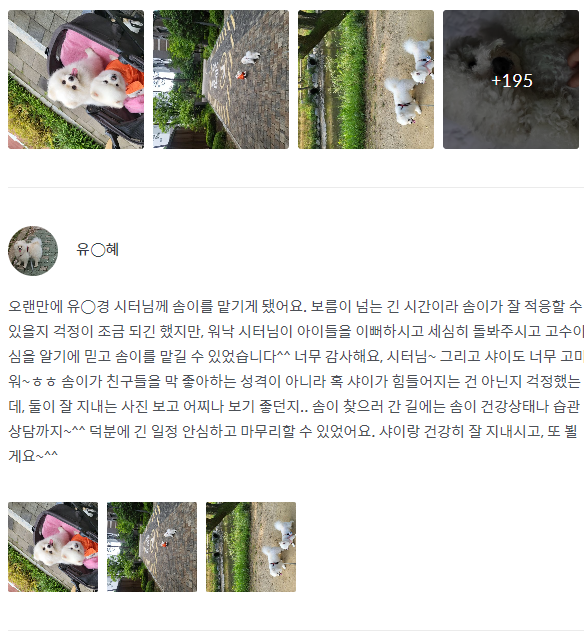 +195
유◯혜
오랜만에 유◯경 시터님께 솜이를 맡기게 됐어요. 보름이 넘는 긴 시간이라 솜이가 잘 적응할 수
있을지 걱정이 조금 되긴 했지만, 워낙 시터님이 아이들을 이뻐하시고 세심히 돌봐주시고 고수이
심을 알기에 믿고 솜이를 맡길 수 있었습니다^^ 너무 감사해요, 시터님~ 그리고 샤이도 너무 고마
워~ㅎㅎ 솜이가 친구들을 막 좋아하는 성격이 아니라 혹 샤이가 힘들어지는 건 아닌지 걱정했는
데, 둘이 잘 지내는 사진 보고 어찌나 보기 좋던지.. 솜이 찾으러 간 길에는 솜이 건강상태나 습관
상담까지~^^ 덕분에 긴 일정 안심하고 마무리할 수 있었어요. 샤이랑 건강히 잘 지내시고, 또 뵐
게요~^^